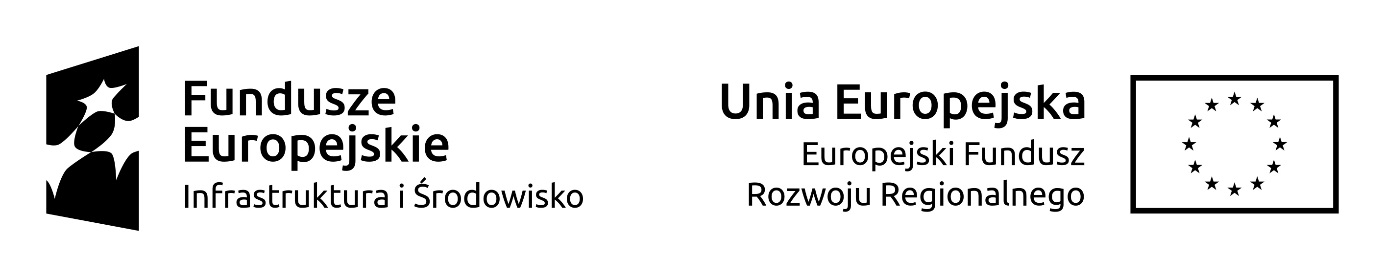 Fundusze
Europejskie
Infrastruktura i Środowisko
Unia Europejska
Europejski Fundusz
Rozwoju Regionalnego